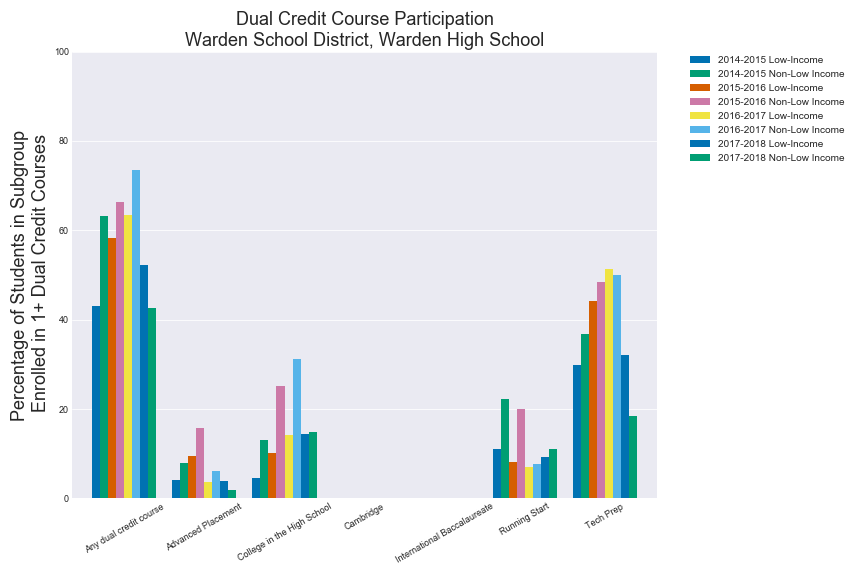 Dual Credit Course Participation
Warden School District, Warden High School
Percentage of Students in Subgroup
Enrolled in 1+ Dual Credit Courses
100
80
60
40
20
0
Any dual credit course
Advanced Placement
College in the High School
Cambridge
International Baccalaureate
Running Start
Tech Prep
2014-2015 Low-Income
2014-2015 Non-Low Income
2015-2016 Low-Income
2015-2016 Non-Low Income
2016-2017 Low-Income
2016-2017 Non-Low Income
2017-2018 Low-Income
2017-2018 Non-Low Income